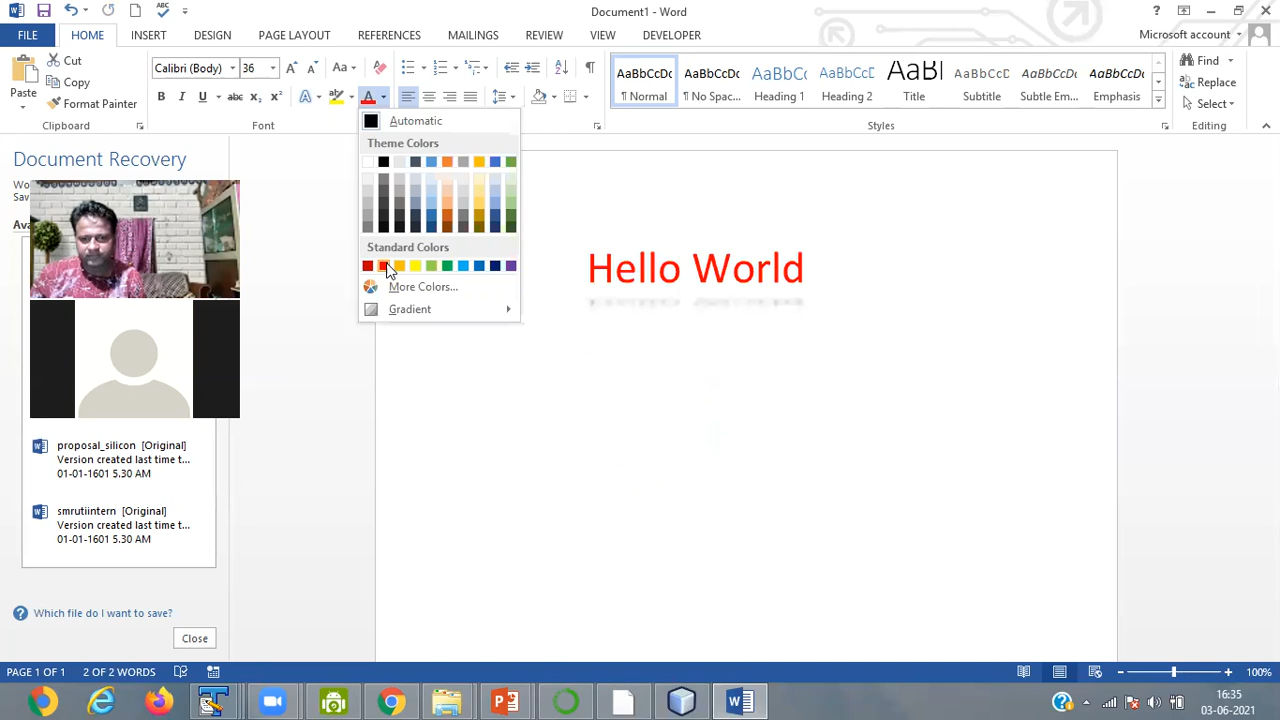 Document1 - Word
FILE HOME INSERT DESIGN PAGE LAYOUT REFERENCES MAILINGS REVIEW VIEW DEVELOPER Microsoft account
Cut
Copy
Format Painter
Paste
Clipboard
Calibri (Body) 36
Font
AaBbCcDc AaBbCcDc AaBbCc AaBbCcD AaBl AaBbCcD AaBbCcDc AaBbCcDc
¶ Normal ¶ No Spac... Heading 1 Heading 2 Title Subtitle Subtle Em... Emphasis
Styles
Find
Replace
Select
Editing
Automatic
Theme Colors
Standard Colors
More Colors...
Gradient
Document Recovery
proposal_silicon [Original]
Version created last time t...
01-01-1601 5.30 AM
smrutiintern [Original]
Version created last time t...
01-01-1601 5.30 AM
Which file do I want to save?
Close
Hello World
PAGE 1 OF 1 2 OF 2 WORDS 100%
16:35
03-06-2021